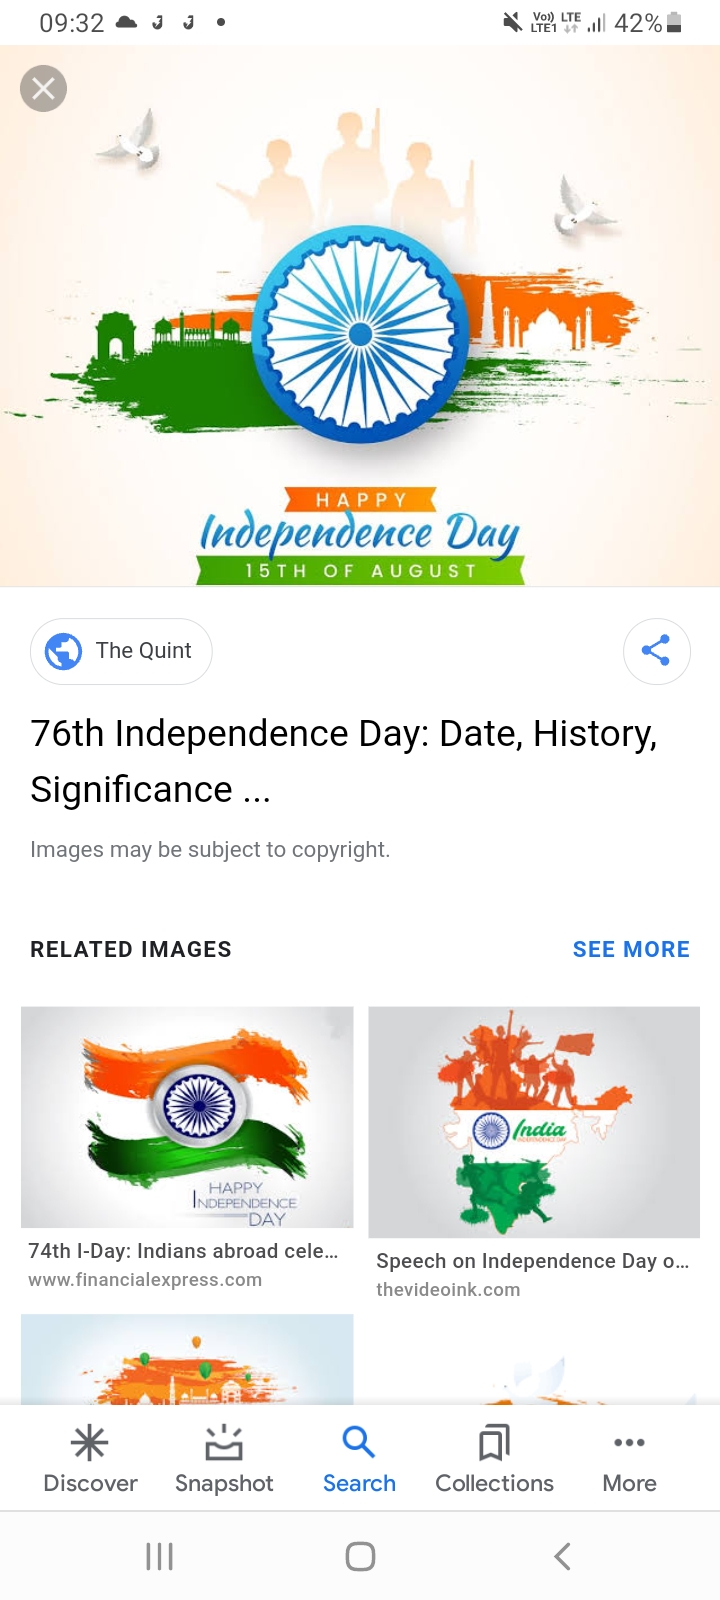 09:32
Vo)) LTE
LTE1
42%
HAPPY
Independence Day
15TH OF AUGUST
The Quint
76th Independence Day: Date, History,
Significance ...
Images may be subject to copyright.
RELATED IMAGES
SEE MORE
HAPPY
INDEPENDENCE
DAY
India
INDEPENDENCE DAY
74th I-Day: Indians abroad cele...
www.financialexpress.com
Speech on Independence Day o...
thevideoink.com
Discover
Snapshot
Search
Collections
More